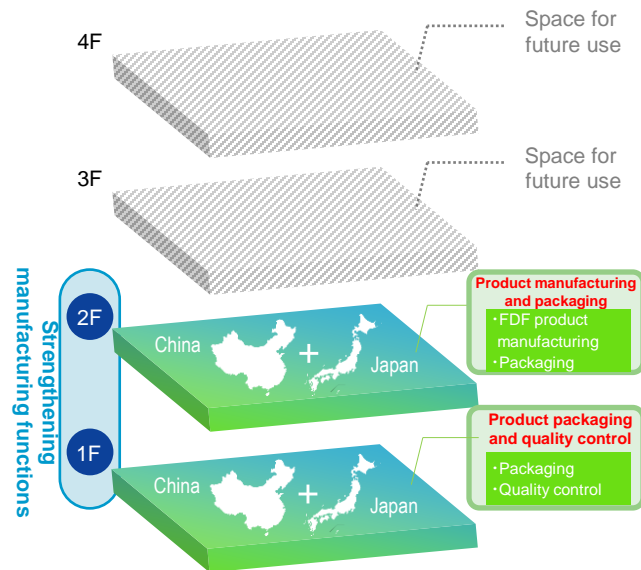 Space for
future use
4F
Space for
future use
3F
Strengthening
manufacturing functions
2F
China
+
Japan
Product manufacturing
and packaging
・FDF product
manufacturing
・Packaging
1F
China
+
Japan
Product packaging
and quality control
・Packaging
・Quality control